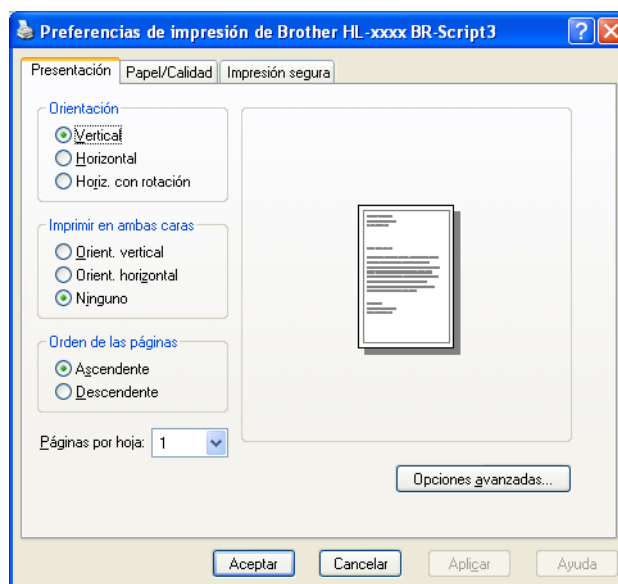 Preferencias de impresión de Brother HL-xxxx BR-Script3
Presentación Papel/Calidad Impresión segura
Orientación
Vertical
Horizontal
Horiz. con rotación
Imprimir en ambas caras
Orient. vertical
Orient. horizontal
Ninguno
Orden de las páginas
Ascendente
Descendente
Páginas por hoja: 1
Opciones avanzadas...
Aceptar Cancelar Aplicar Ayuda